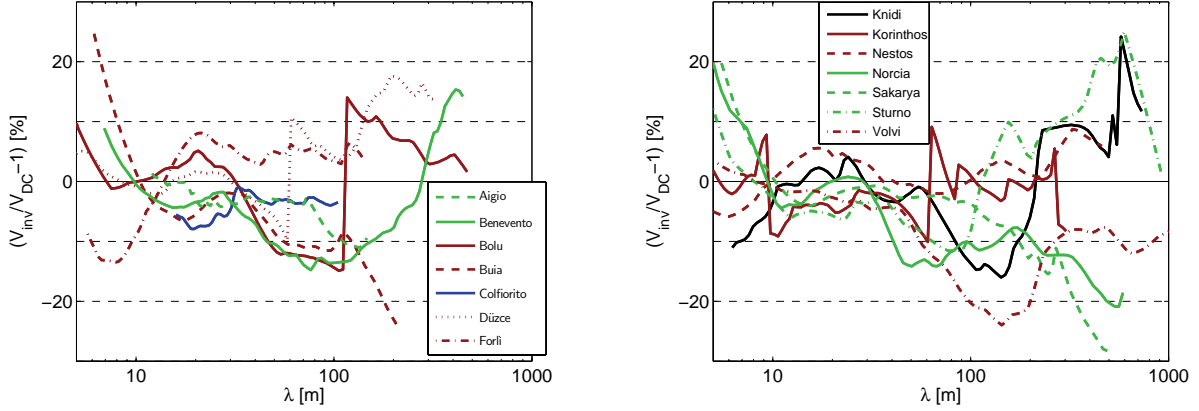 20
10
0
−10
−20
(V_inv/V_DC−1) [%]
10
100
1000
λ [m]
Aigio
Benevento
Bolu
Buia
Colfiorito
Düzce
Forlì
20
10
0
−10
−20
(V_inv/V_DC−1) [%]
10
100
1000
λ [m]
Knidi
Korinthos
Nestos
Norcia
Sakarya
Sturno
Volvi